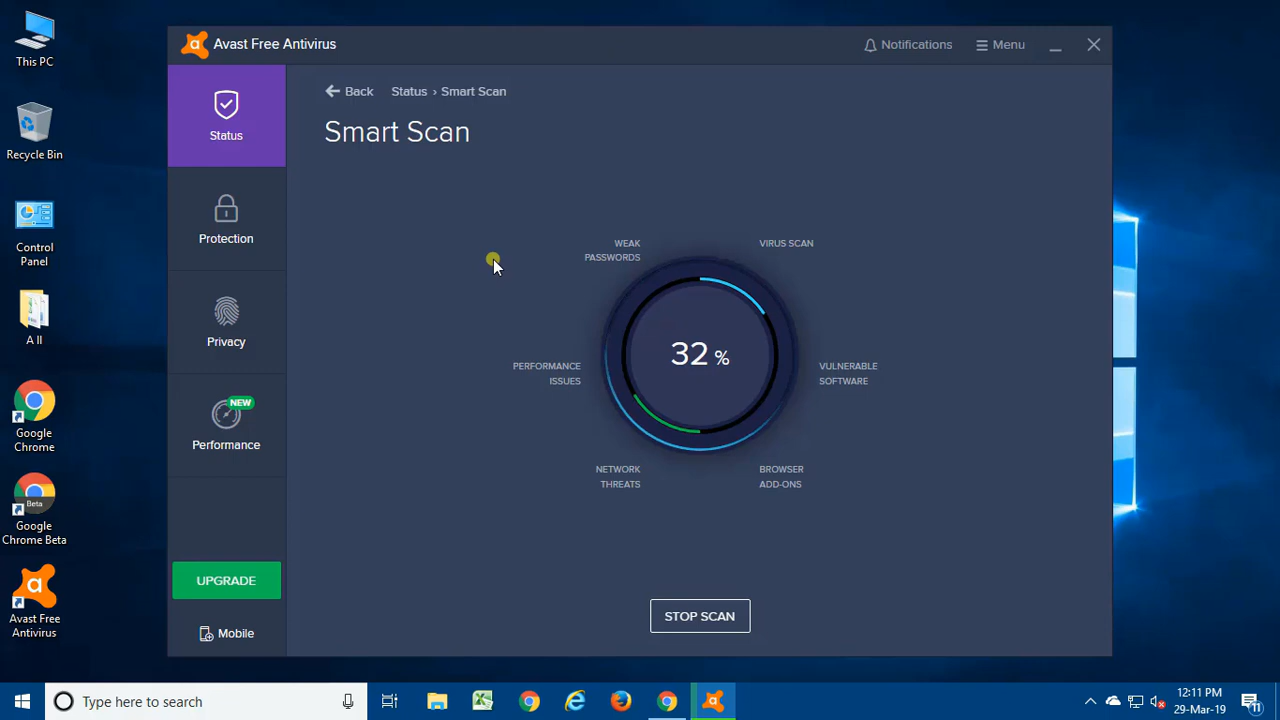 This PC
Recycle Bin
Control
Panel
A ll
Google
Chrome
Beta
Google
Chrome Beta
Avast Free
Antivirus
Avast Free Antivirus
Notifications
Menu
Status
Protection
Privacy
NEW
Performance
UPGRADE
Mobile
Back
Status › Smart Scan
Smart Scan
WEAK
PASSWORDS
VIRUS SCAN
PERFORMANCE
ISSUES
32 %
VULNERABLE
SOFTWARE
NETWORK
THREATS
BROWSER
ADD-ONS
STOP SCAN
Type here to search
12:11 PM
29-Mar-19
11